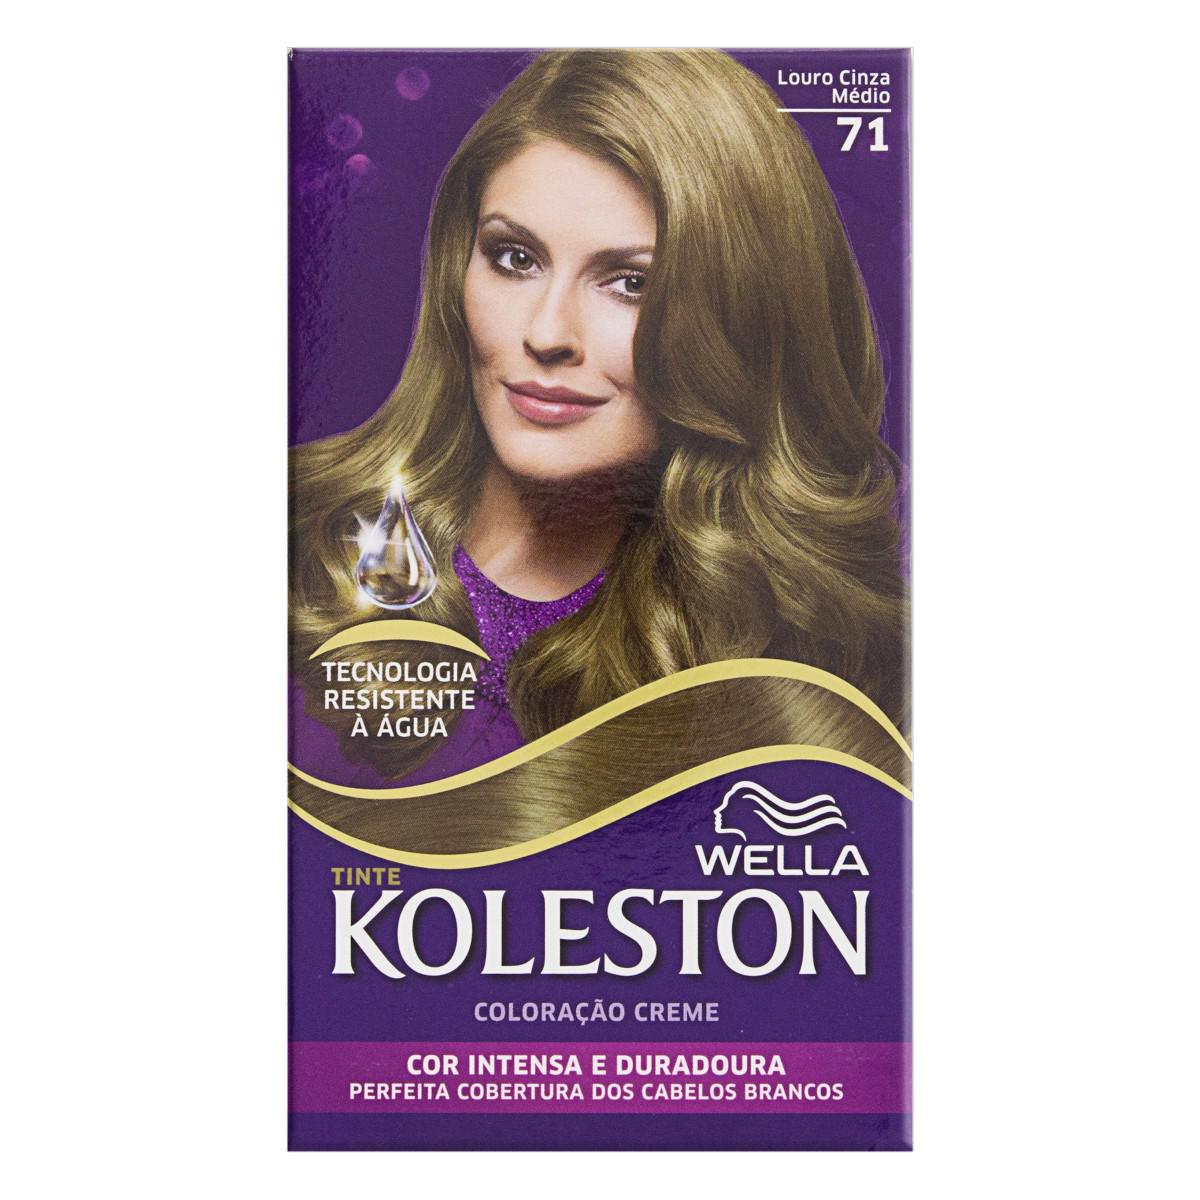 Louro Cinza
Médio
71
TECNOLOGIA
RESISTENTE
À ÁGUA
WELLA
TINTE
KOLESTON
COLORAÇÃO CREME
COR INTENSA E DURADOURA
PERFEITA COBERTURA DOS CABELOS BRANCOS